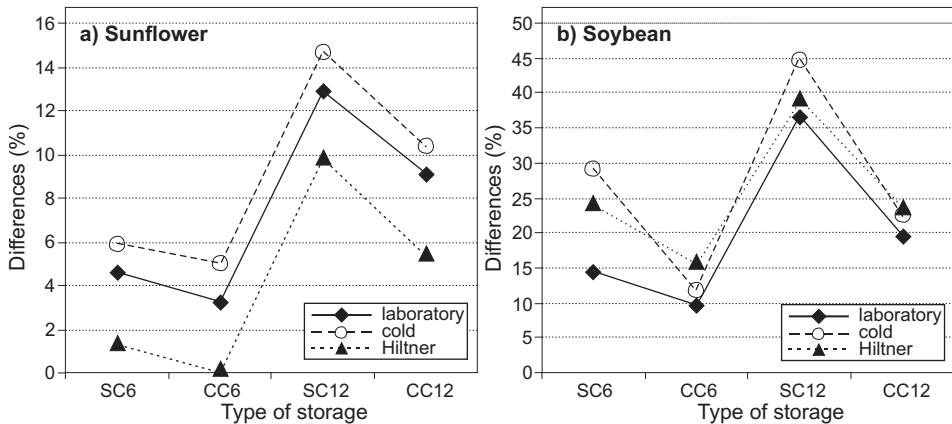 a) Sunflower
Differences (%)
16
14
12
10
8
6
4
2
0
SC6 CC6 SC12 CC12
Type of storage
laboratory
cold
Hiltner
b) Soybean
Differences (%)
50
45
40
35
30
25
20
15
10
5
0
SC6 CC6 SC12 CC12
Type of storage
laboratory
cold
Hiltner